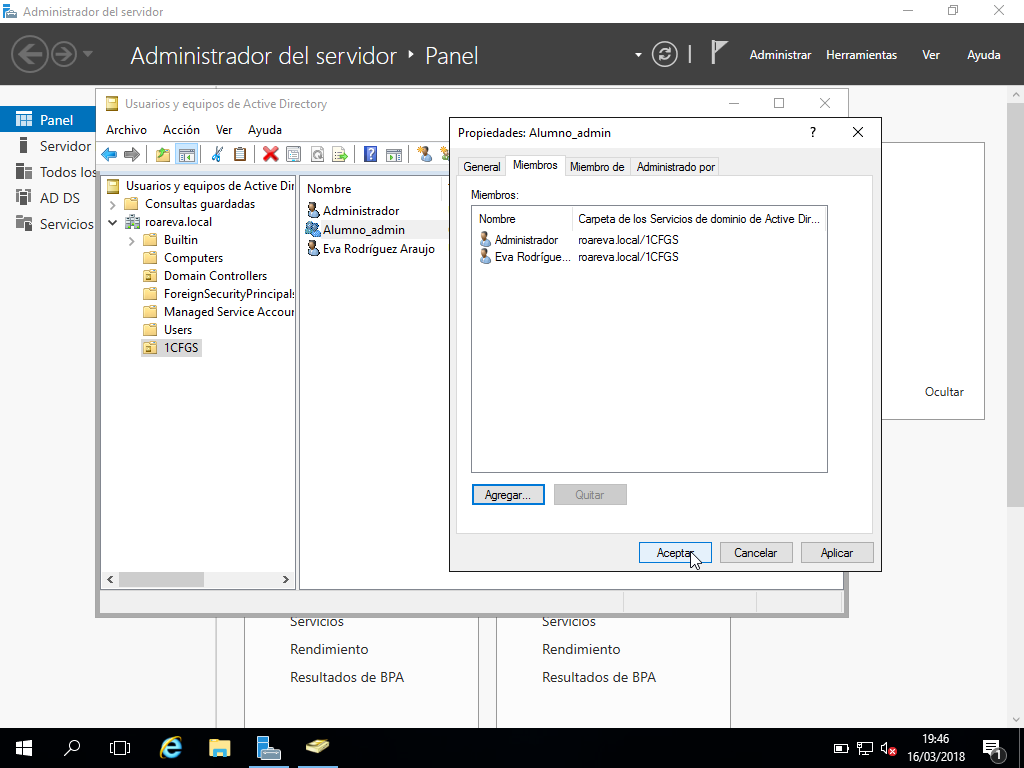 Administrador del servidor
Administrador del servidor ‣ Panel
Administrar Herramientas Ver Ayuda
Panel
Servidor
Todos los
AD DS
Servicios
Usuarios y equipos de Active Directory
Archivo Acción Ver Ayuda
Usuarios y equipos de Active Dir
Consultas guardadas
roareva.local
Builtin
Computers
Domain Controllers
ForeignSecurityPrincipals
Managed Service Accour
Users
1CFGS
Nombre
Administrador
Alumno_admin
Eva Rodríguez Araujo
Propiedades: Alumno_admin
?
General Miembros Miembro de Administrado por
Miembros:
Nombre Carpeta de los Servicios de dominio de Active Dir...
Administrador roareva.local/1CFGS
Eva Rodrígue... roareva.local/1CFGS
Agregar... Quitar
Aceptar Cancelar Aplicar
Ocultar
Servicios
Rendimiento
Resultados de BPA
Servicios
Rendimiento
Resultados de BPA
19:46
16/03/2018
1